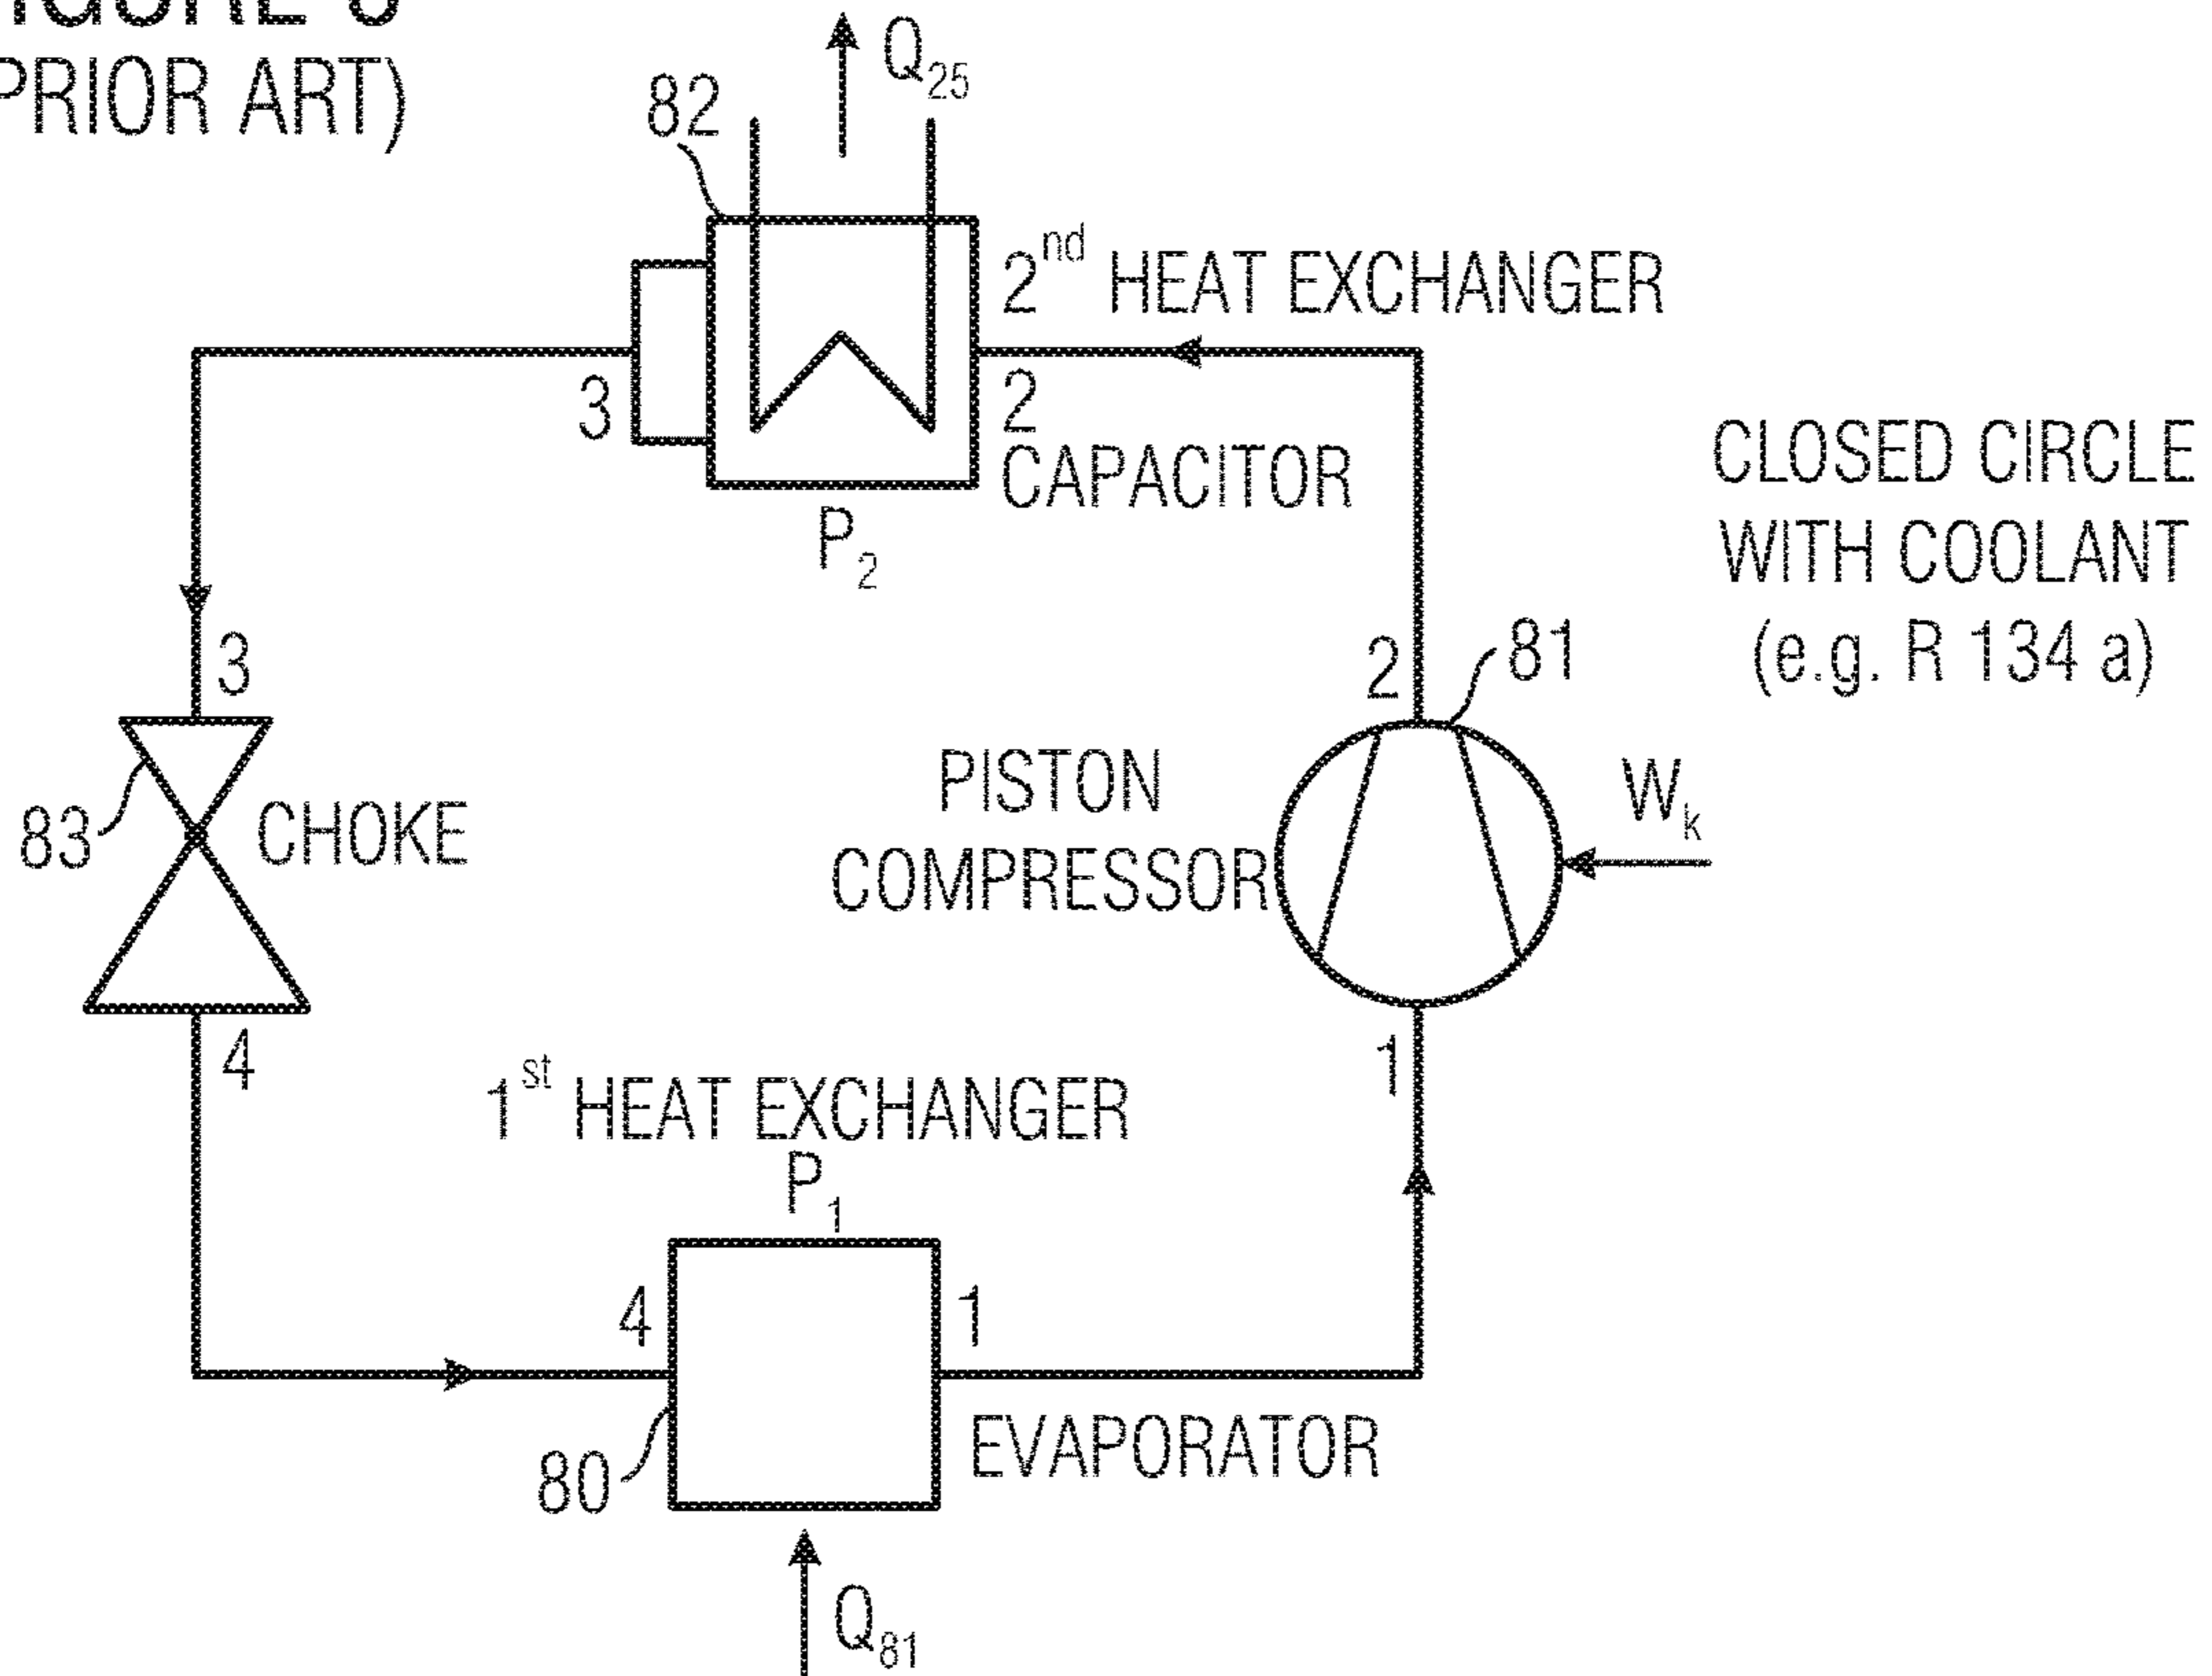 PRIOR ART)
Q25
82
2nd HEAT EXCHANGER
3
2
CAPACITOR
P2
CLOSED CIRCLE
WITH COOLANT
(e.g. R 134 a)
3
2
81
PISTON
COMPRESSOR
Wk
83
CHOKE
4
1
1st HEAT EXCHANGER
P1
4
1
80
EVAPORATOR
Q81